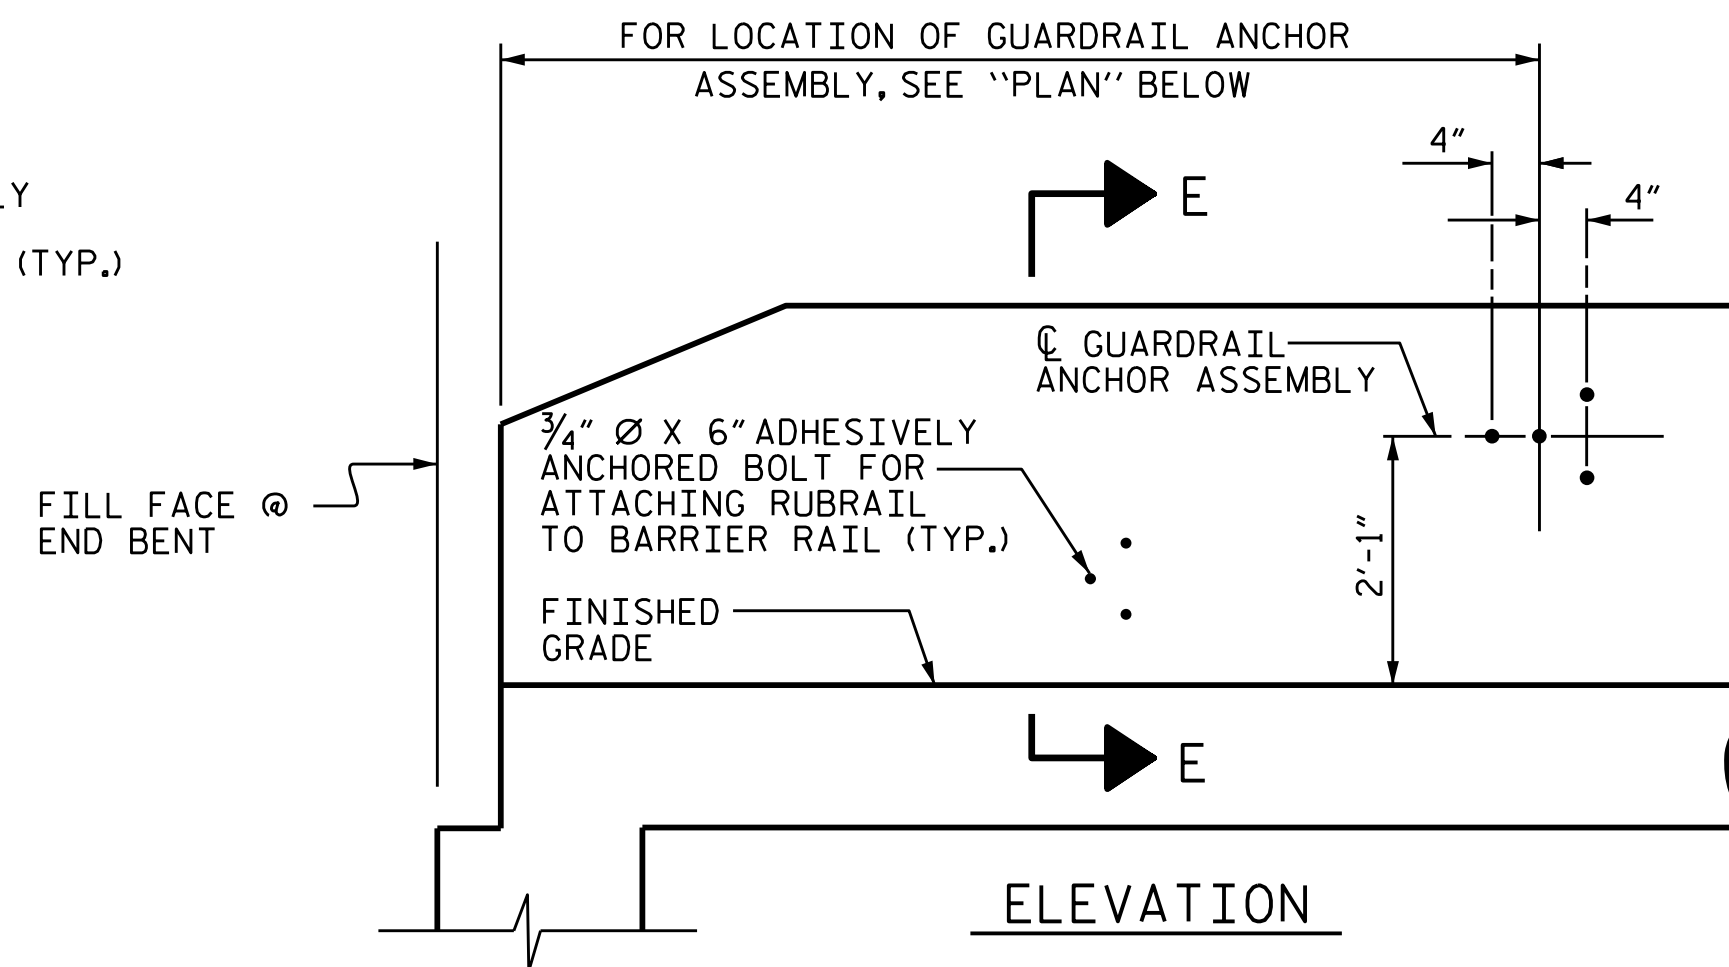 FOR LOCATION OF GUARDRAIL ANCHOR
ASSEMBLY, SEE "PLAN" BELOW
4"
4"
E
Y
(TYP.)
℄ GUARDRAIL
ANCHOR ASSEMBLY
3/4" Ø X 6" ADHESIVELY
ANCHORED BOLT FOR
ATTACHING RUBRAIL
TO BARRIER RAIL (TYP.)
FILL FACE @
END BENT
2'-1"
FINISHED
GRADE
E
ELEVATION